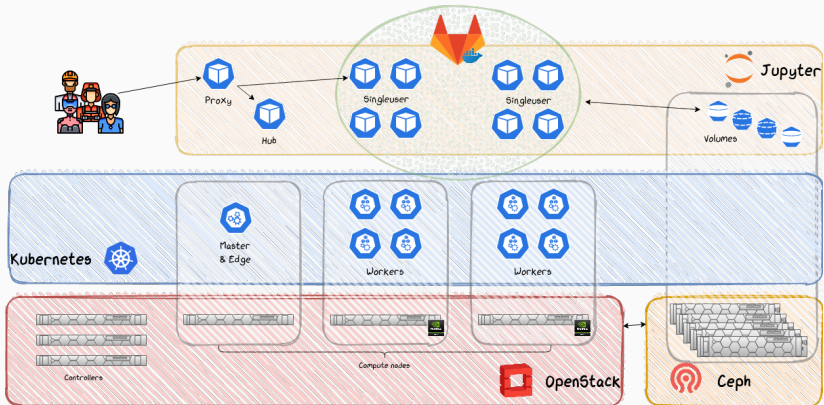 Jupyter
Proxy
Singleuser
Singleuser
Hub
Volumes
Kubernetes
Master
& Edge
Workers
Workers
Controllers
Compute nodes
OpenStack
Ceph